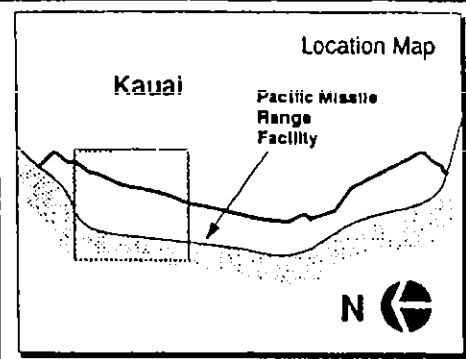 Location Map
Kauai
Pacific Missile
Range
Facility
N